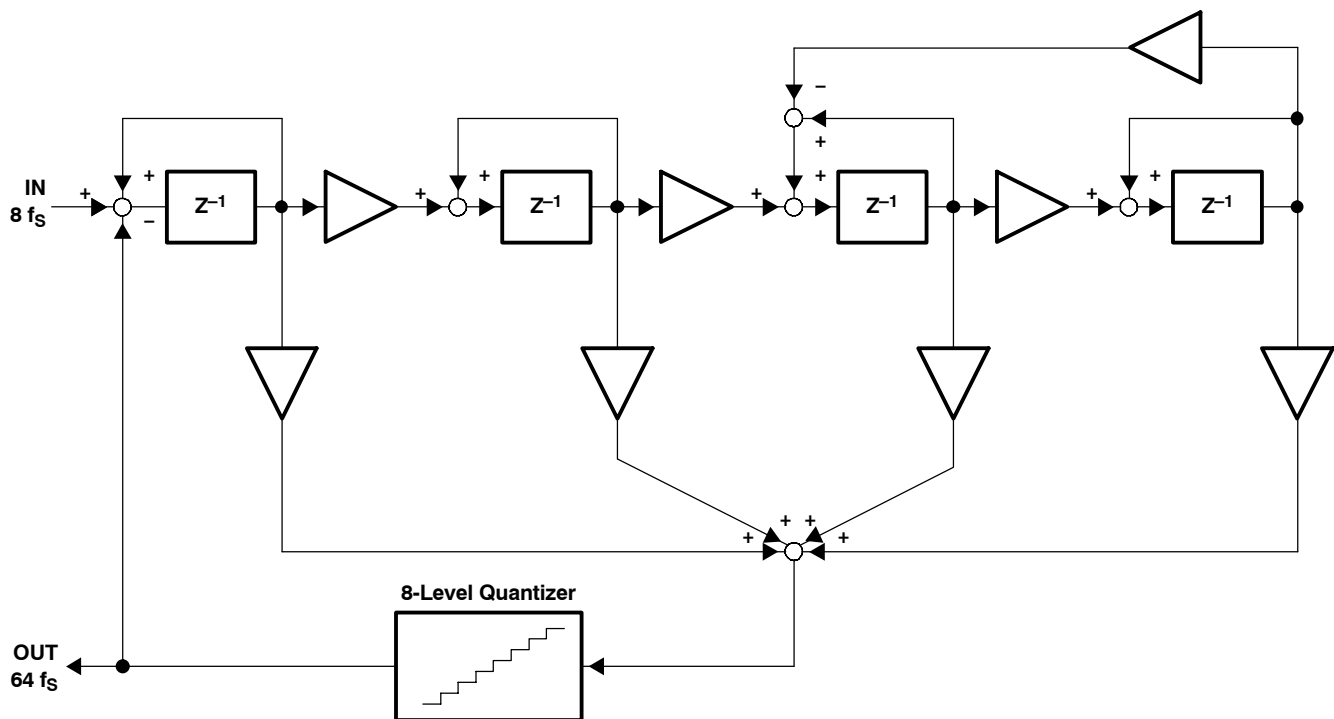 –
+
+
+
+
+
+
+
+
+
IN
8 fS
–
Z–1
Z–1
Z–1
Z–1
+
+
+
+
8-Level Quantizer
OUT
64 fS